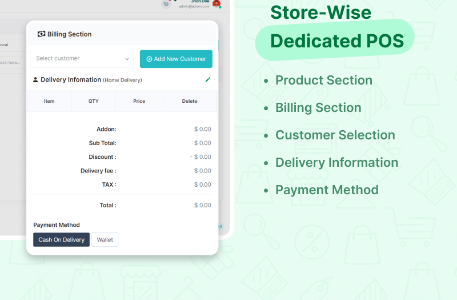 Store-Wise
Dedicated POS
Product Section
Billing Section
Customer Selection
Delivery Information
Payment Method
Billing Section
Select customer
Add New Customer
Delivery Infomation (Home Delivery)
Item QTY Price Delete
Addon: $ 0.00
Sub Total: $ 0.00
Discount : - $ 0.00
Delivery fee : $ 0.00
TAX : $ 0.00
Total : $ 0.00
Payment Method
Cash On Delivery Wallet